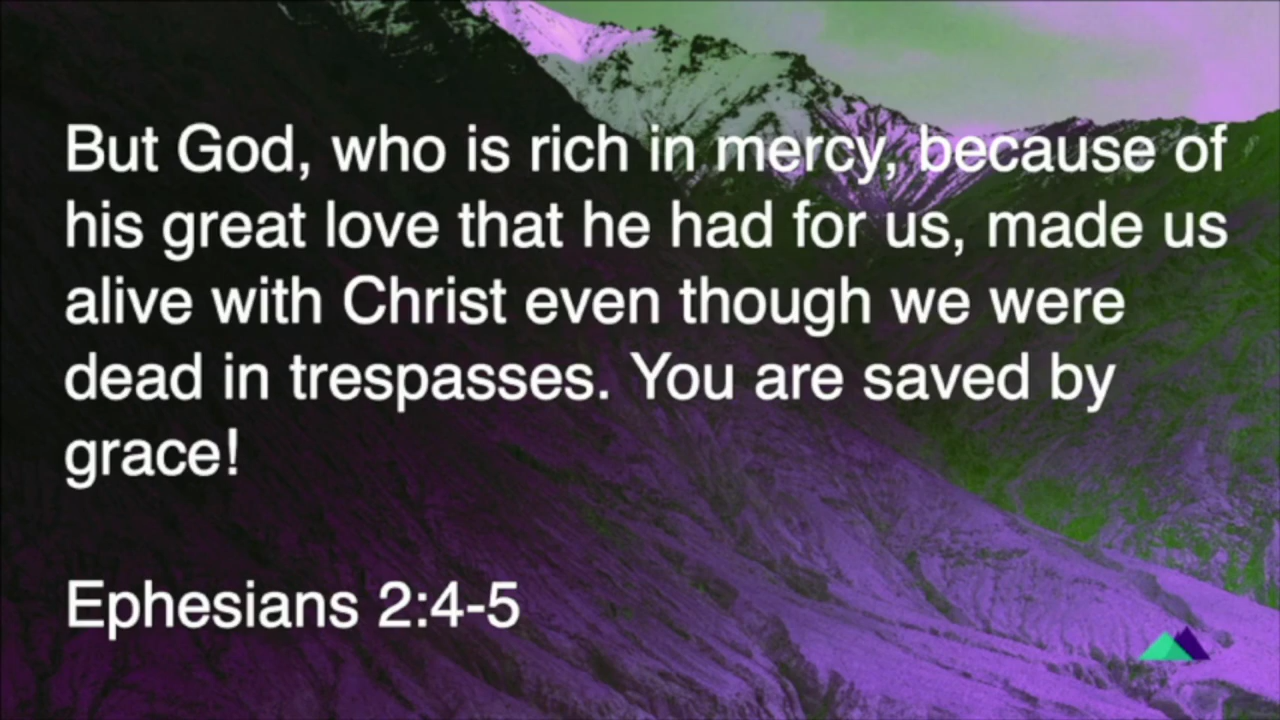 But God, who is rich in mercy, because of
his great love that he had for us, made us
alive with Christ even though we were
dead in trespasses. You are saved by
grace!
Ephesians 2:4-5